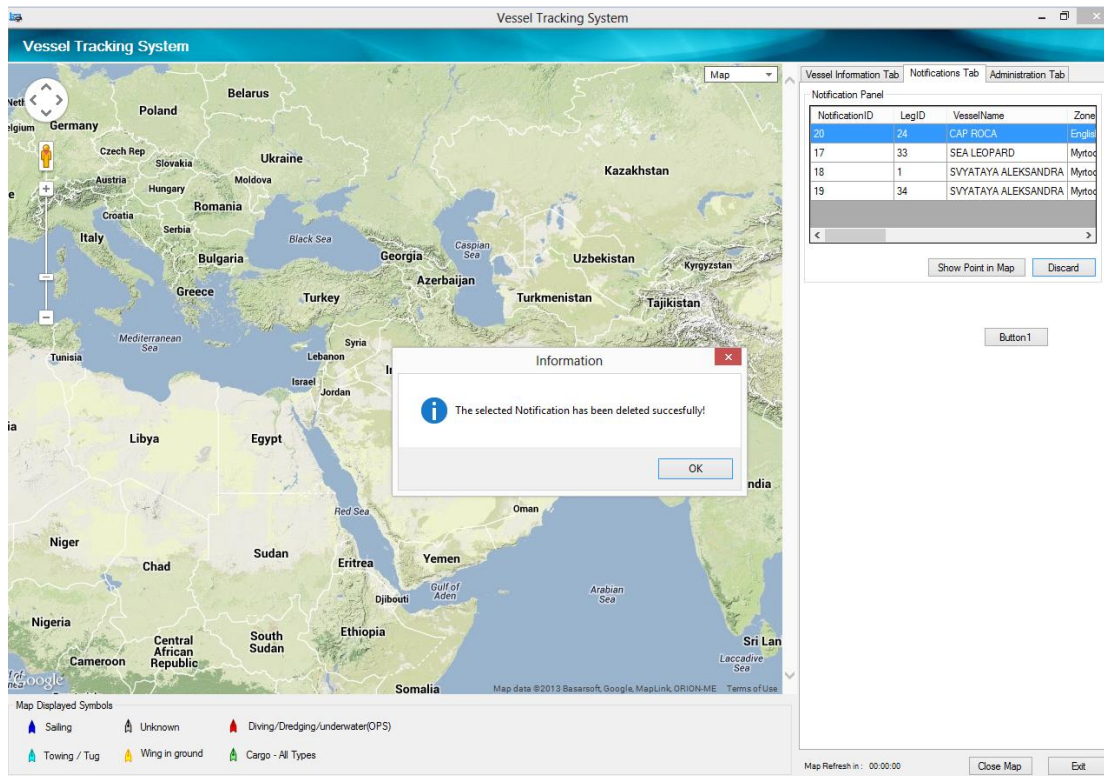 Vessel Tracking System
Vessel Tracking System
Map
Belarus
Poland
Germany
Czech Rep
Slovakia
Ukraine
Kazakhstan
Austria
Hungary
Moldova
Romania
Croatia
Serbia
Italy
Black Sea
Caspian
Sea
Georgia
Uzbekistan
Kyrgyzstan
Bulgaria
Azerbaijan
Greece
Turkey
Turkmenistan
Tajikistan
Mediterranean
Sea
Syria
Tunisia
Lebanon
Israel
Jordan
Libya
Egypt
Red Sea
Oman
Niger
Chad
Sudan
Eritrea
Yemen
Gulf of
Aden
Djibouti
Arabian
Sea
Nigeria
Central
African
Republic
South
Sudan
Ethiopia
Cameroon
Sri Lan
Laccadive
Sea
Google
Somalia
Map data ©2013 Basarsoft, Google, MapLink, ORION-ME Terms of Use
Information
The selected Notification has been deleted succesfully!
OK
Vessel Information Tab Notifications Tab Administration Tab
Notification Panel
NotificationID LegID VesselName Zone
20 24 CAP ROCA Englis
17 33 SEA LEOPARD Myrtoo
18 1 SVYATAYA ALEKSANDRA Myrtoo
19 34 SVYATAYA ALEKSANDRA Myrtoo
Show Point in Map Discard
Button1
Map Displayed Symbols
Sailing Unknown Diving/Dredging/underwater(OPS)
Towing / Tug Wing in ground Cargo - All Types
Map Refresh in : 00:00:00 Close Map Exit